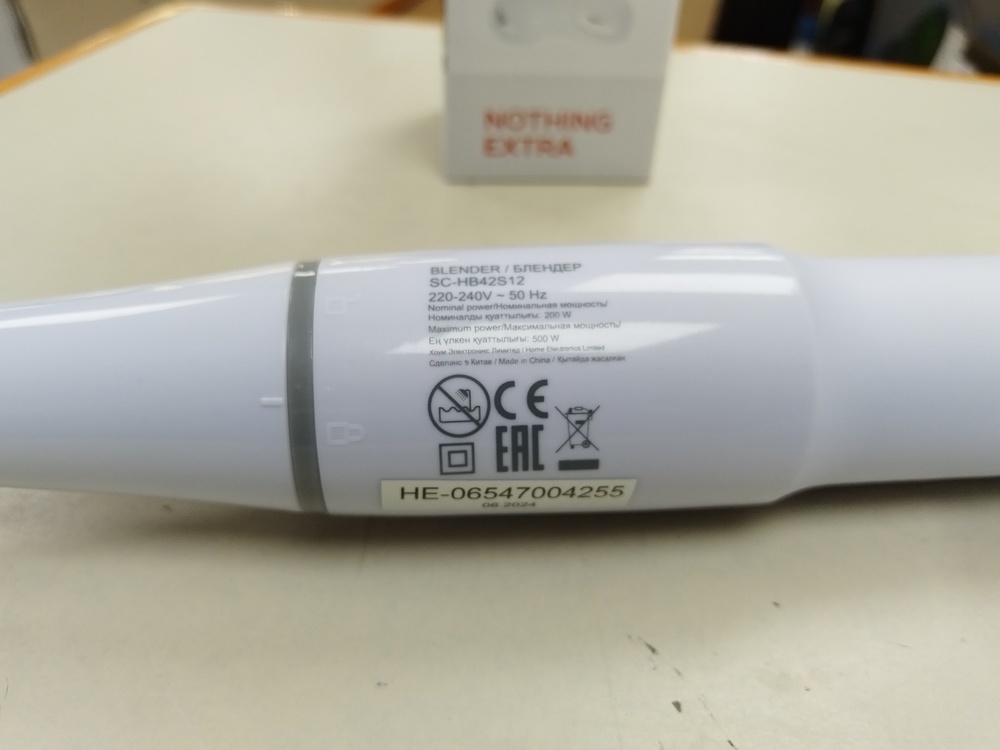 NOTHING
EXTRA
BLENDER / БЛЕНДЕР
SC-HB42S12
220-240V ~ 50 Hz
Nominal power/Номинальная мощность/
Номиналды қуаттылығы: 200 W
Maximum power/Максимальная мощность/
Ең үлкен қуаттылығы: 500 W
Хоум Электроникс Лимитед / Home Electronics Limited
Сделано в Китае / Made in China / Қытайда жасалған
CE
EAC
HE-06547004255
06.2024